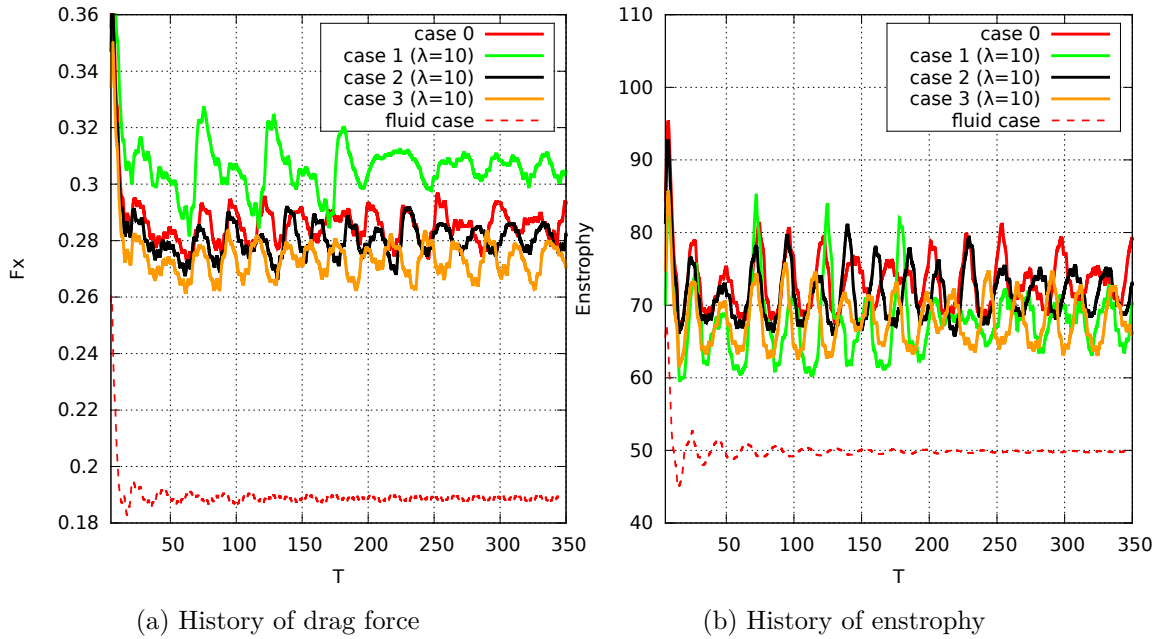 case 0
case 1 (λ=10)
case 2 (λ=10)
case 3 (λ=10)
fluid case
0.36
0.34
0.32
0.3
0.28
0.26
0.24
0.22
0.2
0.18
Fx
50 100 150 200 250 300 350
T
(a) History of drag force
case 0
case 1 (λ=10)
case 2 (λ=10)
case 3 (λ=10)
fluid case
110
100
90
80
70
60
50
40
Enstrophy
50 100 150 200 250 300 350
T
(b) History of enstrophy